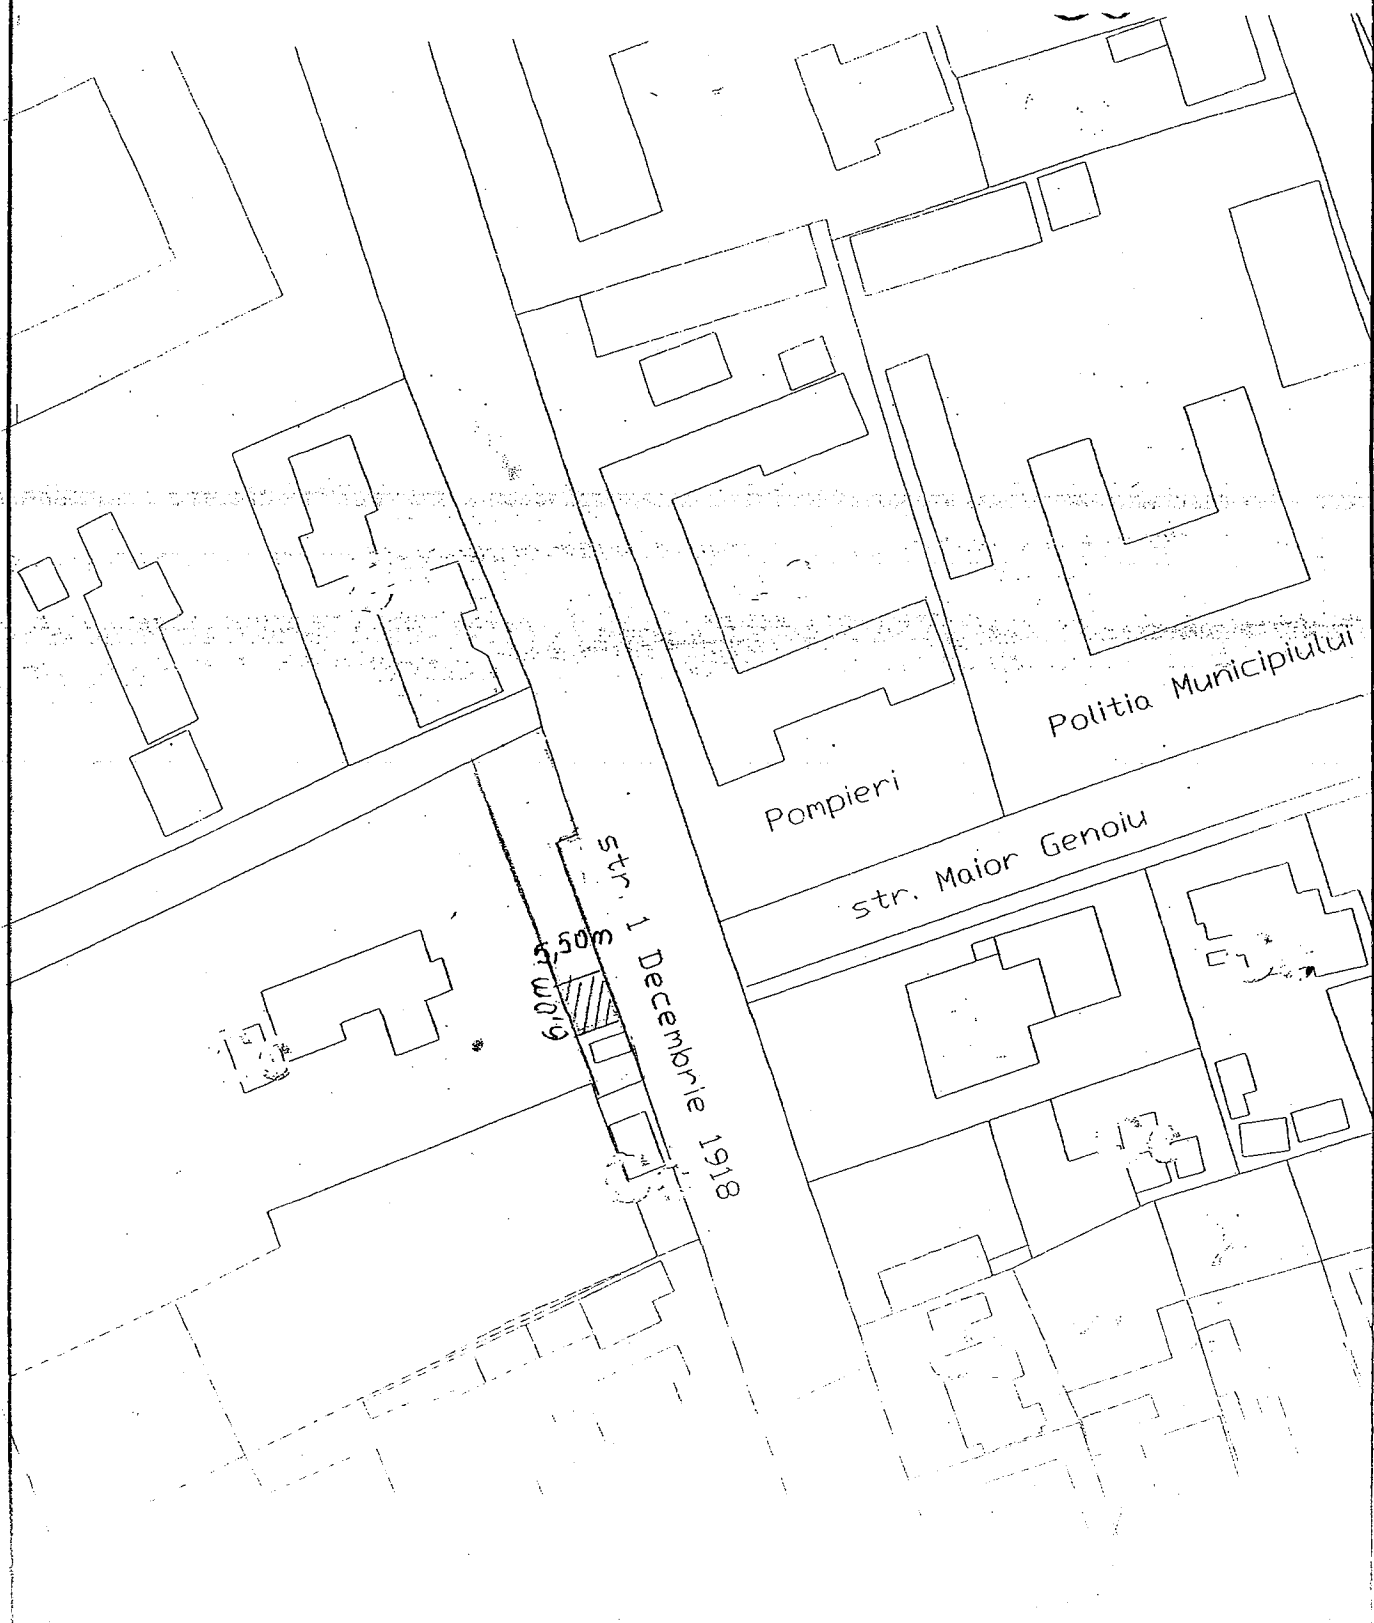 Politia Municipiului
Pompieri
str. Maior Genoiu
str. 1 Decembrie 1918
5,50m
6,0m